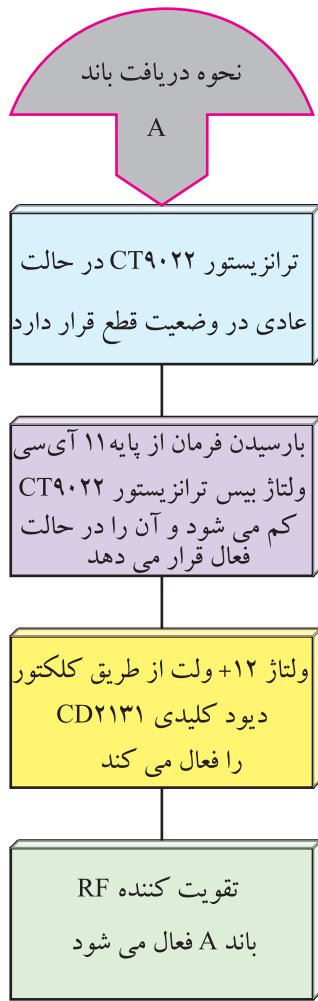 نحوه دریافت باند
A
ترانزیستور CT۹۰۲۲ در حالت
عادی در وضعیت قطع قرار دارد
بارسیدن فرمان از پایه۱۱ آی‌سی
ولتاژ بیس ترانزیستور CT۹۰۲۲
کم می شود و آن را در حالت
فعال قرار می دهد
ولتاژ ۱۲+ ولت از طریق کلکتور
دیود کلیدی CD۲۱۳۱
را فعال می کند
تقویت کننده RF
باند A فعال می شود